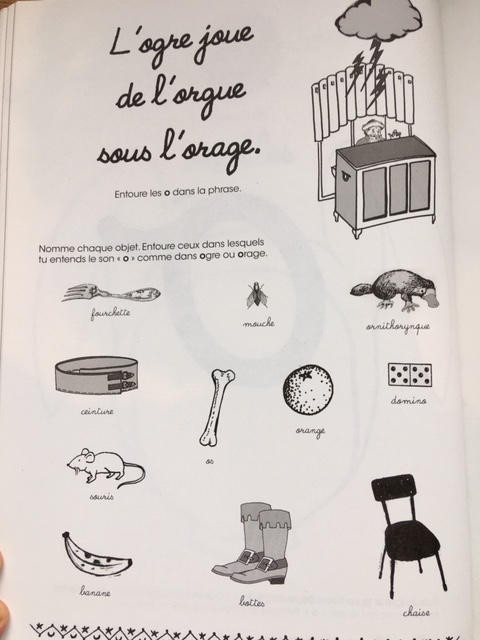 L'ogre joue
de l'orgue
sous l'orage.
Entoure les o dans la phrase.
Nomme chaque objet. Entoure ceux dans lesquels
tu entends le son « o » comme dans ogre ou orage.
fourchette
mouche
ornithorynque
ceinture
os
orange
domino
souris
banane
bottes
chaise